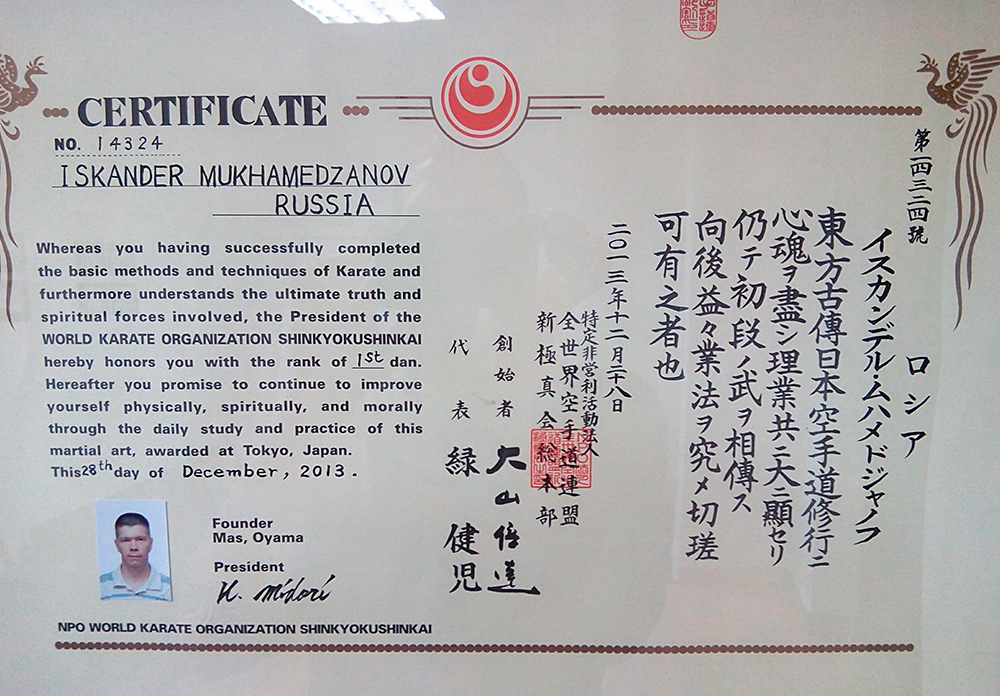 CERTIFICATE
NO. 14324
ISKANDER MUKHAMEDZANOV
RUSSIA
Whereas you having successfully completed
the basic methods and techniques of Karate and
furthermore understands the ultimate truth and
spiritual forces involved, the President of the
WORLD KARATE ORGANIZATION SHINKYOKUSHINKAI
hereby honors you with the rank of 1st dan.
Hereafter you promise to continue to improve
yourself physically, spiritually, and morally
through the daily study and practice of this
martial art, awarded at Tokyo, Japan.
This 28th day of December, 2013.
Founder
Mas, Oyama
President
K. Midori
NPO WORLD KARATE ORGANIZATION SHINKYOKUSHINKAI
第一四三二四號
ロシア
イスカンデル・ムハメドジャノフ
東方古傳日本空手道修行ニ
心魂ヲ盡シ理業共ニ大ニ顯セリ
仍テ初段ノ武ヲ相傳ス
向後益々業法ヲ究メ切瑳
可有之者也
二〇一三年十二月二十八日
特定非営利活動法人
全世界空手道連盟
新極真会総本部
創始者 大山倍達
代表 緑健児